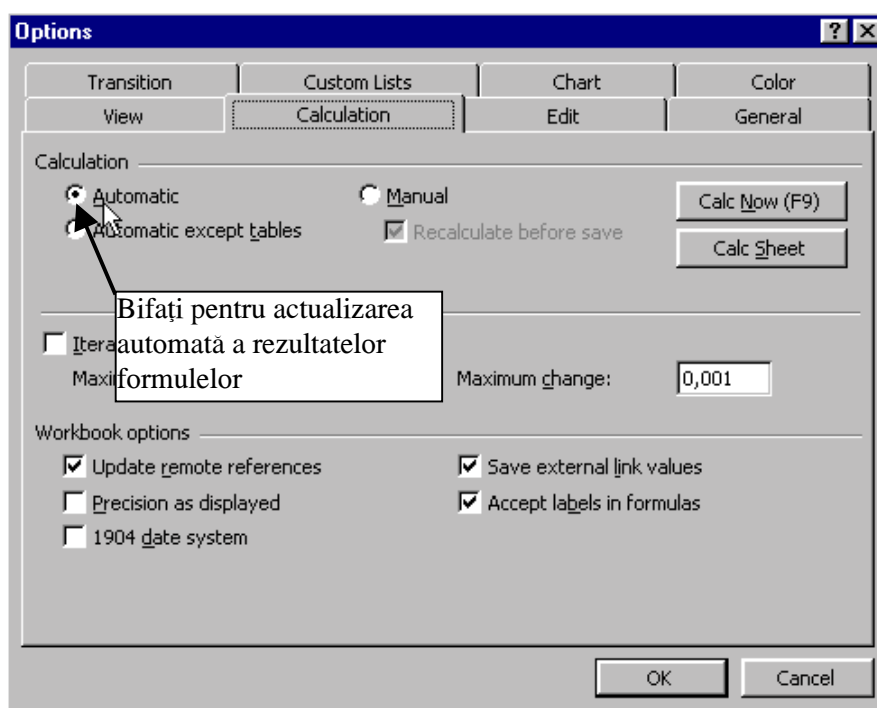 Options
Transition Custom Lists Chart Color
View Calculation Edit General
Calculation
Automatic Manual Calc Now (F9)
Automatic except tables Recalculate before save
Calc Sheet
Bifaţi pentru actualizarea
automată a rezultatelor
formulelor
Maximum change: 0,001
Workbook options
Update remote references Save external link values
Precision as displayed Accept labels in formulas
1904 date system
OK Cancel